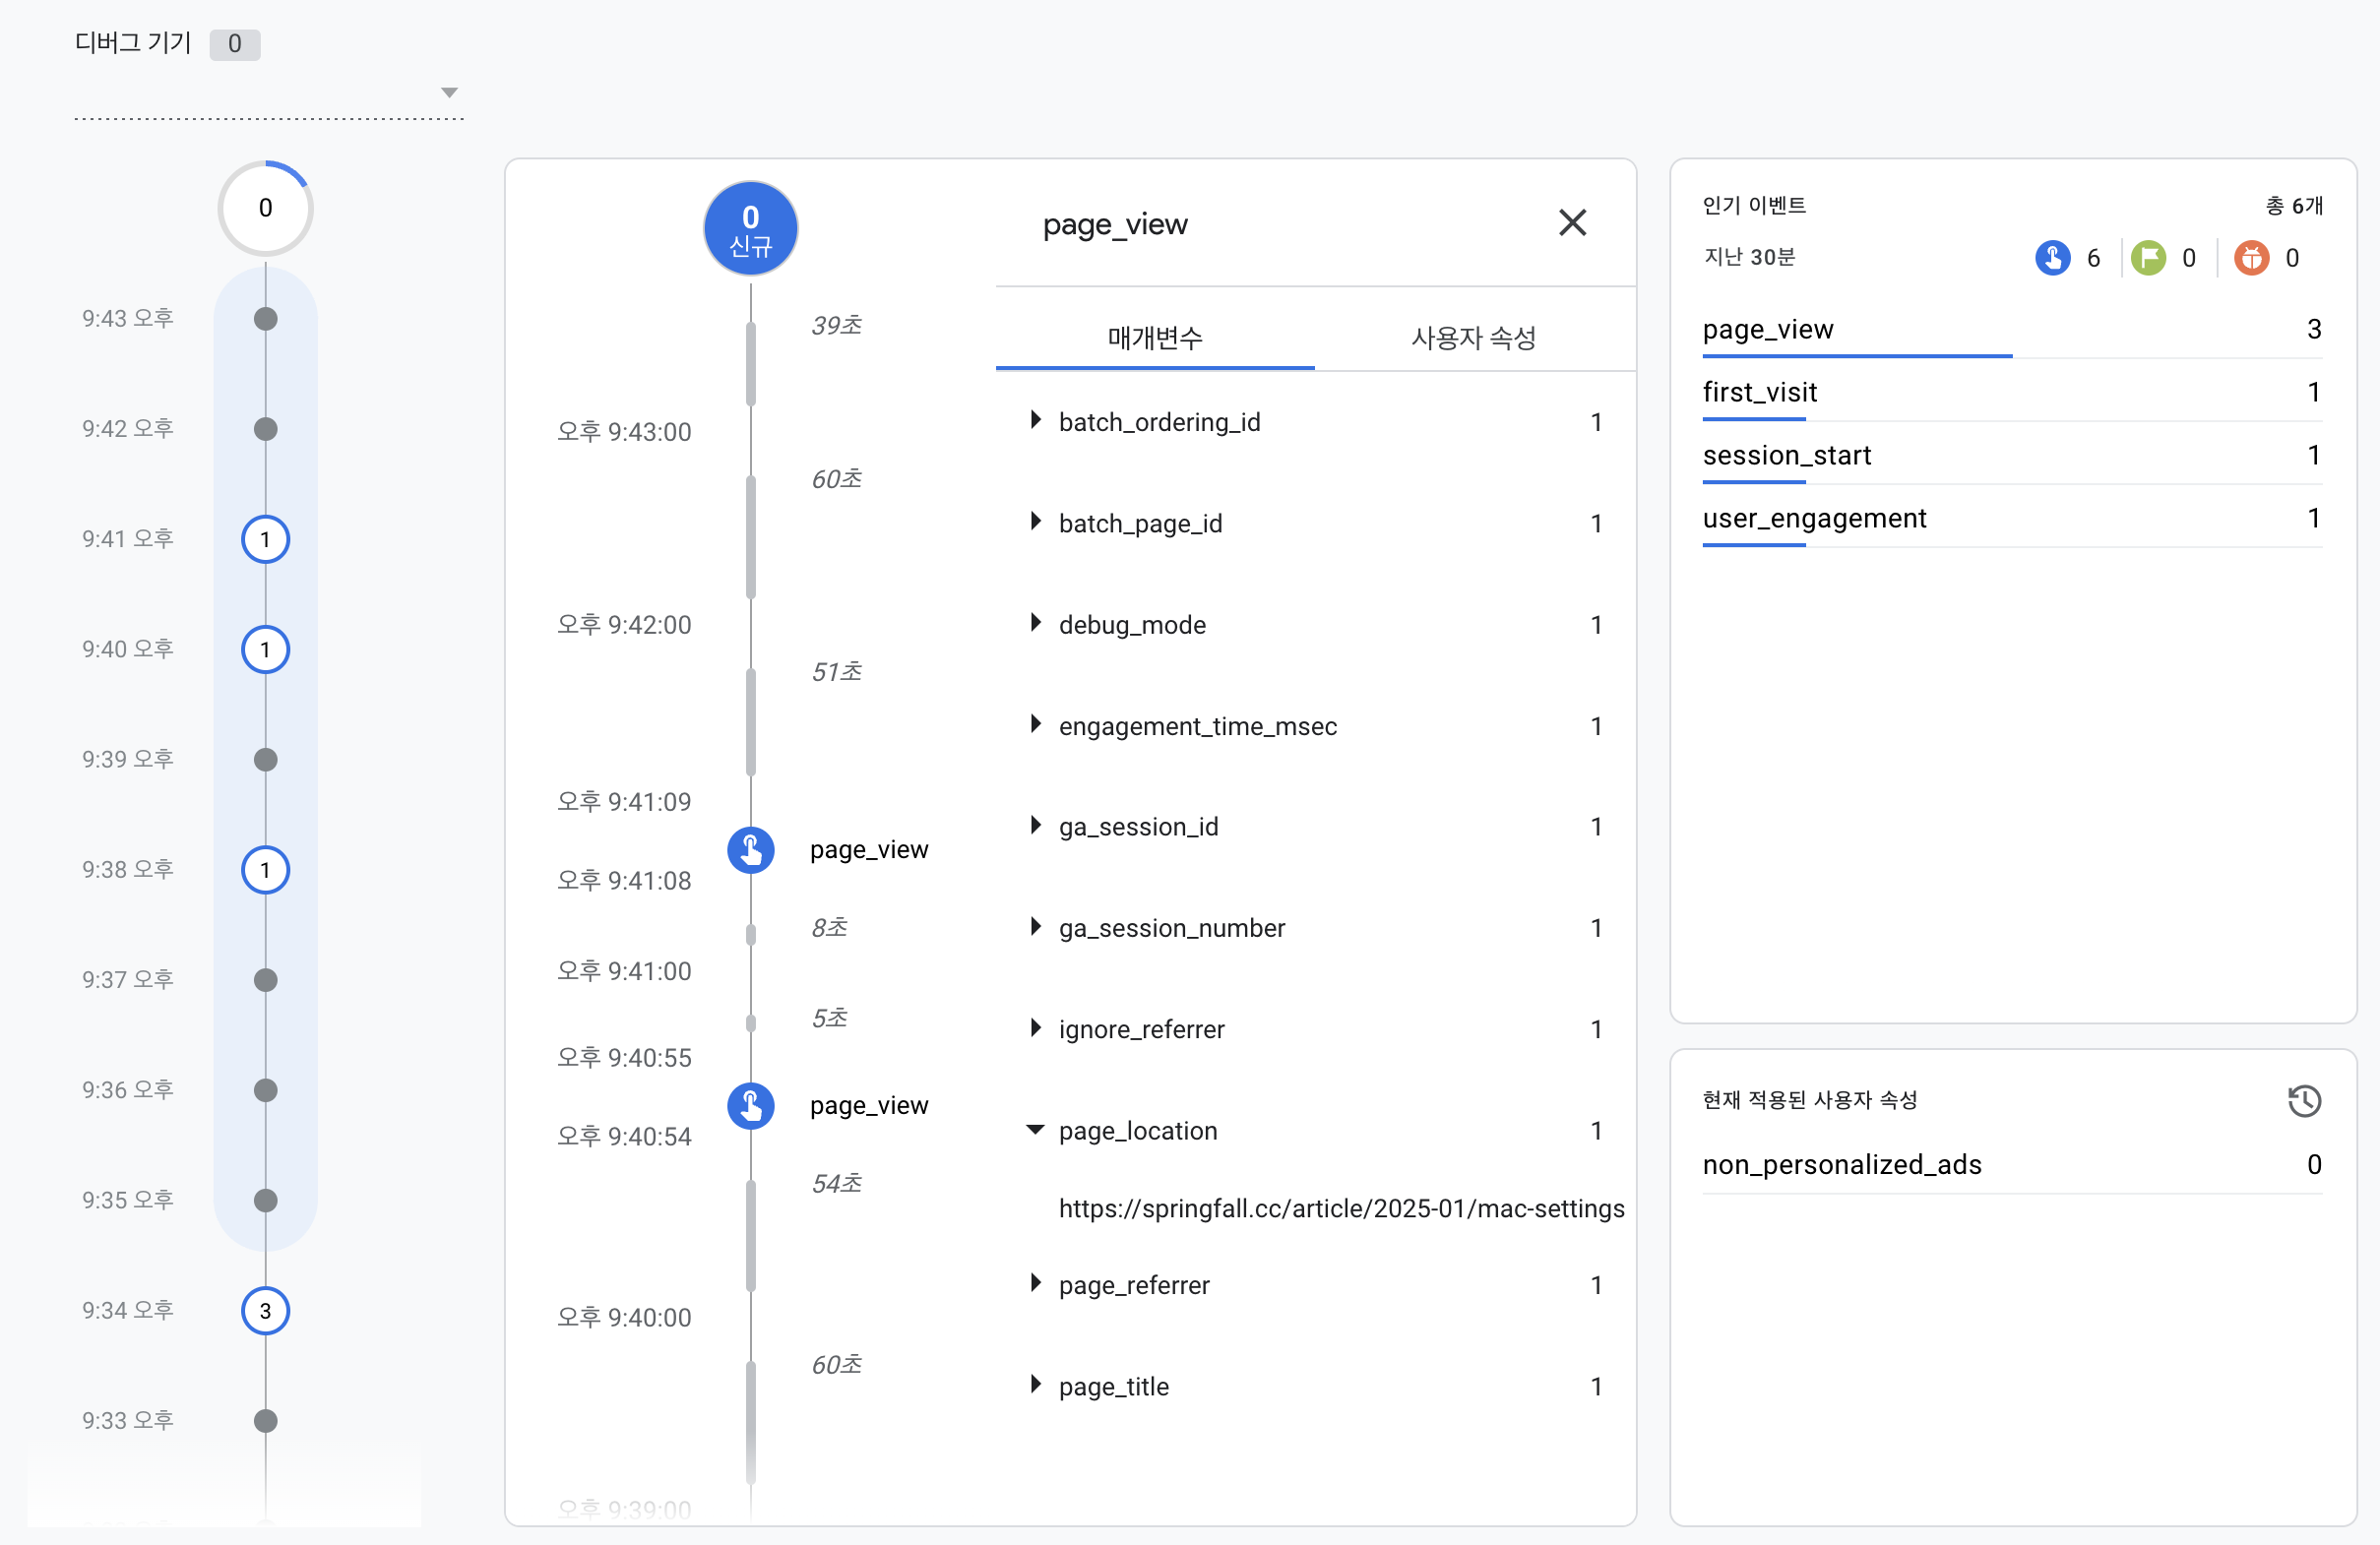 디버그 기기 0
0
9:43 오후
9:42 오후
9:41 오후 1
9:40 오후 1
9:39 오후
9:38 오후 1
9:37 오후
9:36 오후
9:35 오후
9:34 오후 3
9:33 오후
0
신규
39초
오후 9:43:00
60초
오후 9:42:00
51초
오후 9:41:09
page_view
오후 9:41:08
8초
오후 9:41:00
5초
오후 9:40:55
page_view
오후 9:40:54
54초
오후 9:40:00
60초
오후 9:39:00
page_view
매개변수 사용자 속성
batch_ordering_id 1
batch_page_id 1
debug_mode 1
engagement_time_msec 1
ga_session_id 1
ga_session_number 1
ignore_referrer 1
page_location 1
https://springfall.cc/article/2025-01/mac-settings
page_referrer 1
page_title 1
인기 이벤트 총 6개
지난 30분 6 0 0
page_view 3
first_visit 1
session_start 1
user_engagement 1
현재 적용된 사용자 속성
non_personalized_ads 0